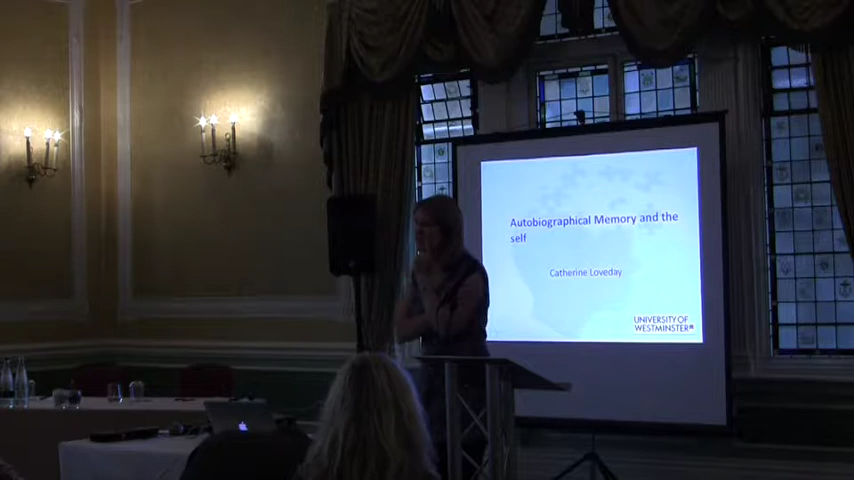 Autobiographical Memory and the
self
Catherine Loveday
UNIVERSITY OF
WESTMINSTER